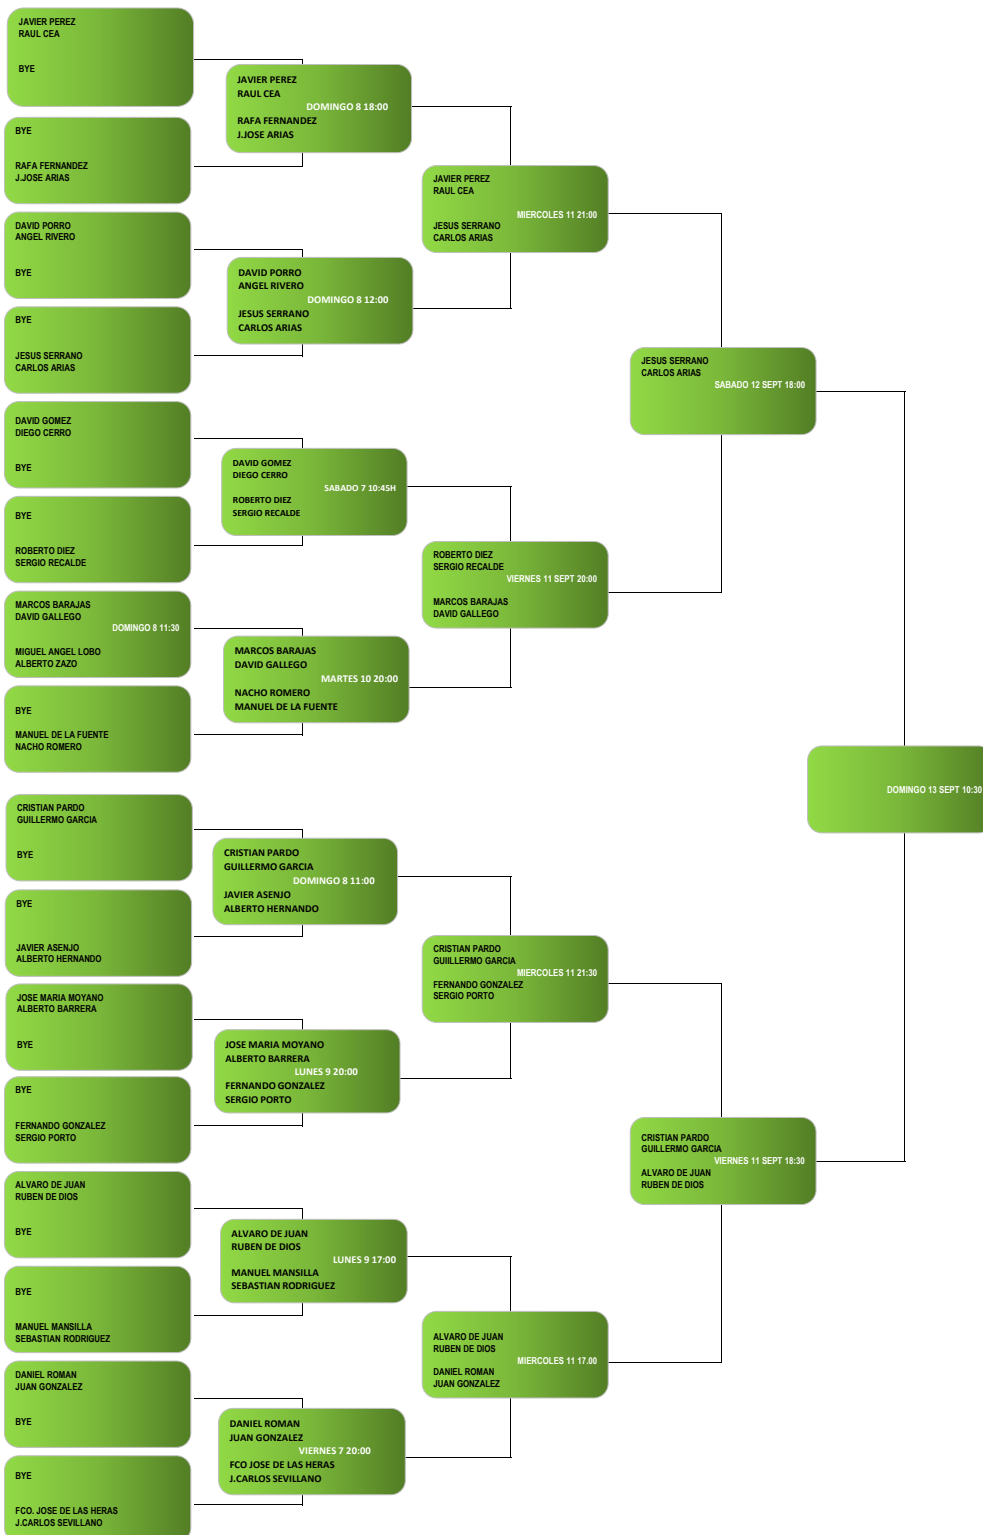 JAVIER PEREZ
RAUL CEA
BYE
BYE
RAFA FERNANDEZ
J.JOSE ARIAS
DAVID PORRO
ANGEL RIVERO
BYE
BYE
JESUS SERRANO
CARLOS ARIAS
DAVID GOMEZ
DIEGO CERRO
BYE
BYE
ROBERTO DIEZ
SERGIO RECALDE
MARCOS BARAJAS
DAVID GALLEGO
DOMINGO 8 11:30
MIGUEL ANGEL LOBO
ALBERTO ZAZO
BYE
MANUEL DE LA FUENTE
NACHO ROMERO
CRISTIAN PARDO
GUILLERMO GARCIA
BYE
BYE
JAVIER ASENJO
ALBERTO HERNANDO
JOSE MARIA MOYANO
ALBERTO BARRERA
BYE
BYE
FERNANDO GONZALEZ
SERGIO PORTO
ALVARO DE JUAN
RUBEN DE DIOS
BYE
BYE
MANUEL MANSILLA
SEBASTIAN RODRIGUEZ
DANIEL ROMAN
JUAN GONZALEZ
BYE
BYE
FCO. JOSE DE LAS HERAS
J.CARLOS SEVILLANO
JAVIER PEREZ
RAUL CEA
DOMINGO 8 18:00
RAFA FERNANDEZ
J.JOSE ARIAS
DAVID PORRO
ANGEL RIVERO
DOMINGO 8 12:00
JESUS SERRANO
CARLOS ARIAS
DAVID GOMEZ
DIEGO CERRO
SABADO 7 10:45H
ROBERTO DIEZ
SERGIO RECALDE
MARCOS BARAJAS
DAVID GALLEGO
MARTES 10 20:00
NACHO ROMERO
MANUEL DE LA FUENTE
CRISTIAN PARDO
GUILLERMO GARCIA
DOMINGO 8 11:00
JAVIER ASENJO
ALBERTO HERNANDO
JOSE MARIA MOYANO
ALBERTO BARRERA
LUNES 9 20:00
FERNANDO GONZALEZ
SERGIO PORTO
ALVARO DE JUAN
RUBEN DE DIOS
LUNES 9 17:00
MANUEL MANSILLA
SEBASTIAN RODRIGUEZ
DANIEL ROMAN
JUAN GONZALEZ
VIERNES 7 20:00
FCO JOSE DE LAS HERAS
J.CARLOS SEVILLANO
JAVIER PEREZ
RAUL CEA
MIERCOLES 11 21:00
JESUS SERRANO
CARLOS ARIAS
ROBERTO DIEZ
SERGIO RECALDE
VIERNES 11 SEPT 20:00
MARCOS BARAJAS
DAVID GALLEGO
CRISTIAN PARDO
GUIILLERMO GARCIA
MIERCOLES 11 21:30
FERNANDO GONZALEZ
SERGIO PORTO
ALVARO DE JUAN
RUBEN DE DIOS
MIERCOLES 11 17.00
DANIEL ROMAN
JUAN GONZALEZ
JESUS SERRANO
CARLOS ARIAS
SABADO 12 SEPT 18:00
CRISTIAN PARDO
GUILLERMO GARCIA
VIERNES 11 SEPT 18:30
ALVARO DE JUAN
RUBEN DE DIOS
DOMINGO 13 SEPT 10:30